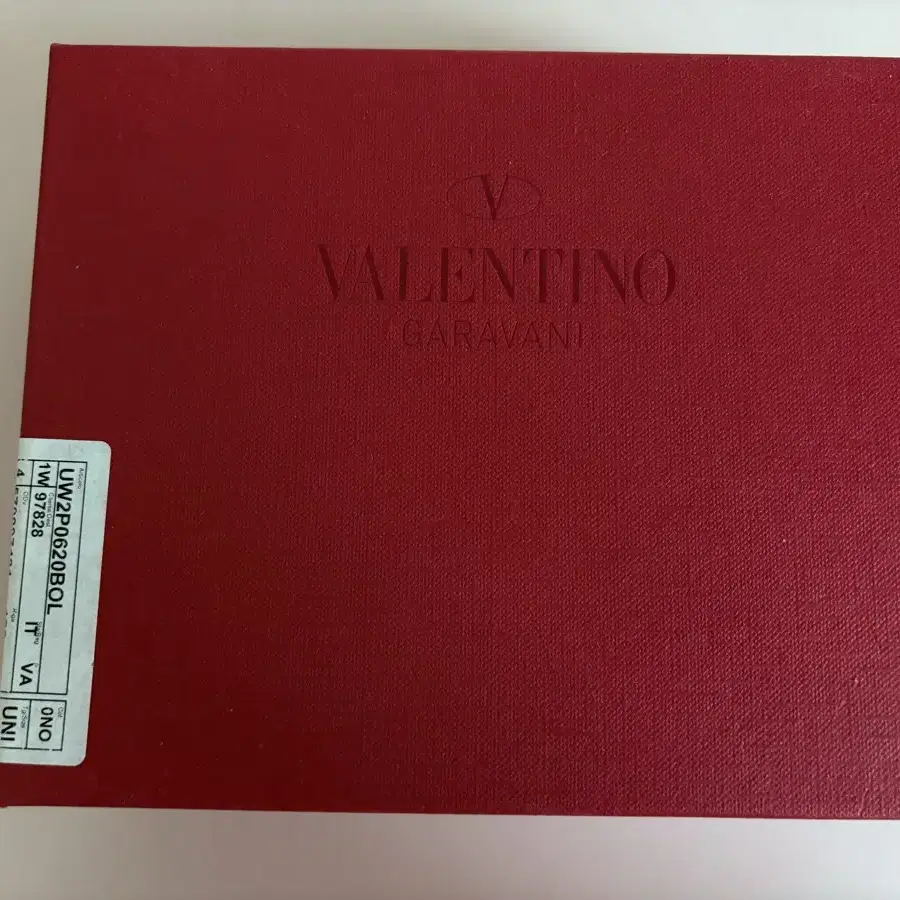 V
VALENTINO
GARAVANI
UW2P0620BOL
0NO
1W 97828
IT
VA
UNI